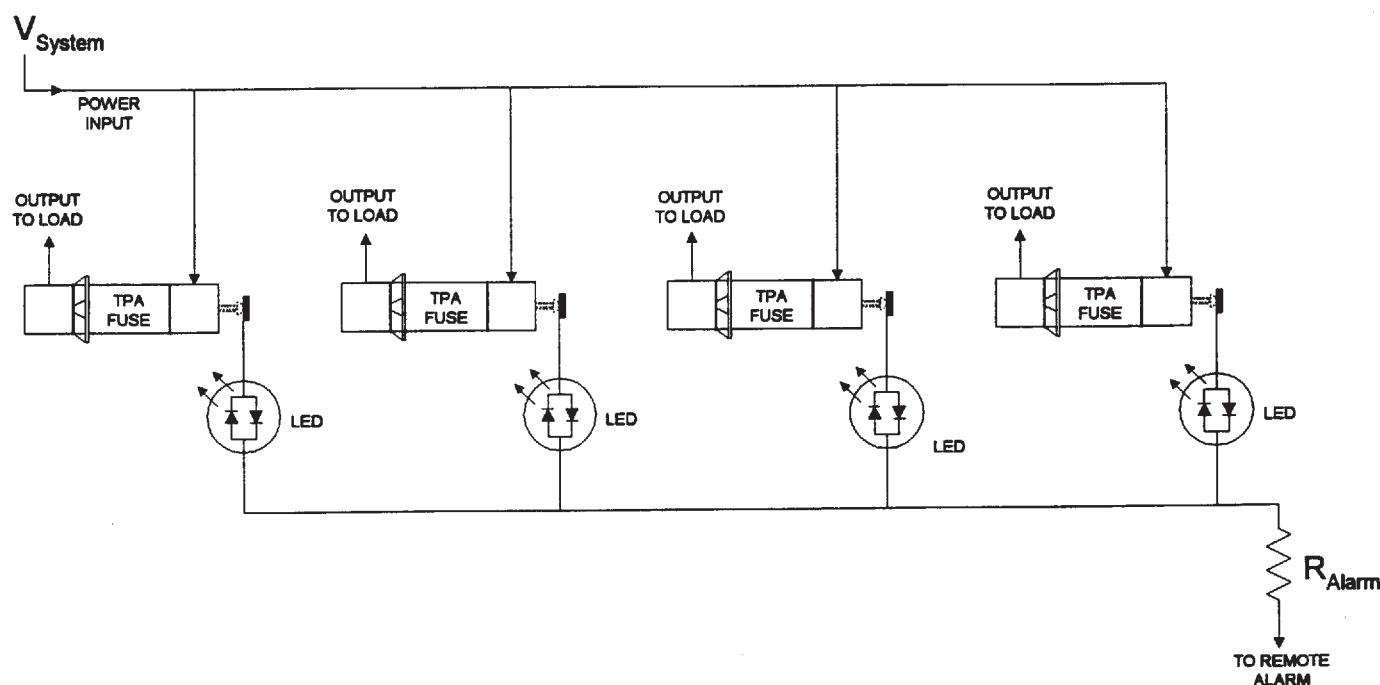 V System
POWER
INPUT
OUTPUT
TO LOAD
OUTPUT
TO LOAD
OUTPUT
TO LOAD
OUTPUT
TO LOAD
TPA
FUSE
TPA
FUSE
TPA
FUSE
TPA
FUSE
LED
LED
LED
LED
R Alarm
TO REMOTE
ALARM